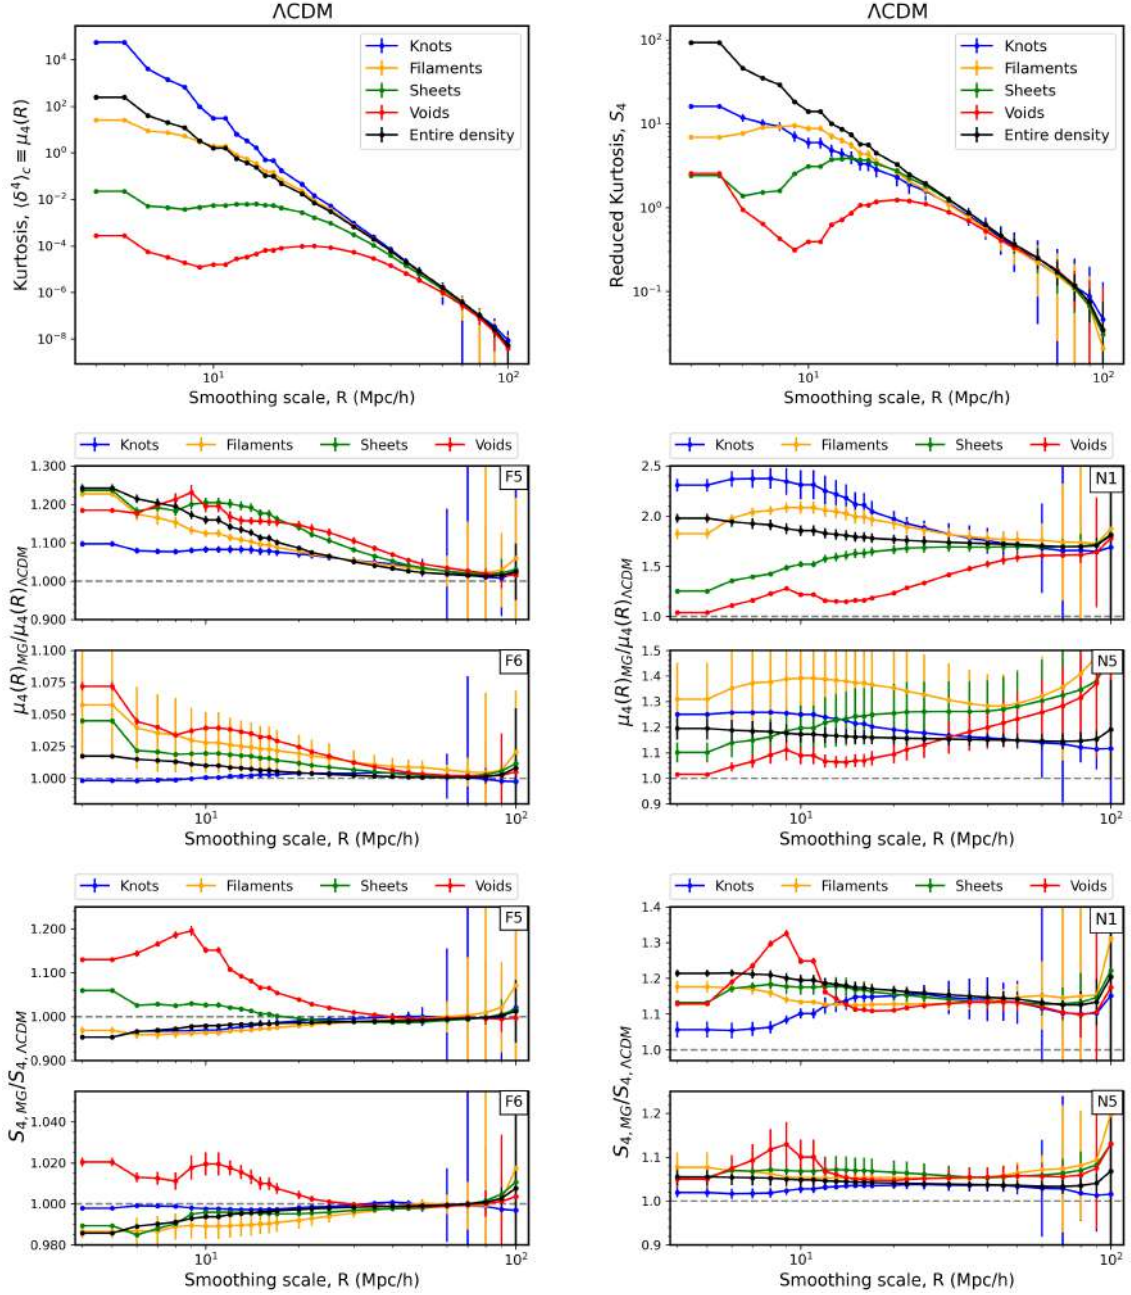 ΛCDM
Kurtosis, ⟨δ⁴⟩c ≡ μ₄(R)
10⁴
10²
10⁰
10⁻²
10⁻⁴
10⁻⁶
10⁻⁸
Knots
Filaments
Sheets
Voids
Entire density
10¹
10²
Smoothing scale, R (Mpc/h)
ΛCDM
Reduced Kurtosis, S₄
10²
10¹
10⁰
10⁻¹
Knots
Filaments
Sheets
Voids
Entire density
10¹
10²
Smoothing scale, R (Mpc/h)
Knots Filaments Sheets Voids
μ₄(R)MG/μ₄(R)ΛCDM
F5
1.300
1.200
1.100
1.000
0.900
F6
1.100
1.075
1.050
1.025
1.000
10¹
10²
Smoothing scale, R (Mpc/h)
Knots Filaments Sheets Voids
μ₄(R)MG/μ₄(R)ΛCDM
N1
2.5
2.0
1.5
1.0
N5
1.5
1.4
1.3
1.2
1.1
1.0
0.9
10¹
10²
Smoothing scale, R (Mpc/h)
Knots Filaments Sheets Voids
S₄,MG/S₄,ΛCDM
F5
1.200
1.100
1.000
0.900
F6
1.040
1.020
1.000
0.980
10¹
10²
Smoothing scale, R (Mpc/h)
Knots Filaments Sheets Voids
S₄,MG/S₄,ΛCDM
N1
1.4
1.3
1.2
1.1
1.0
N5
1.2
1.1
1.0
0.9
10¹
10²
Smoothing scale, R (Mpc/h)